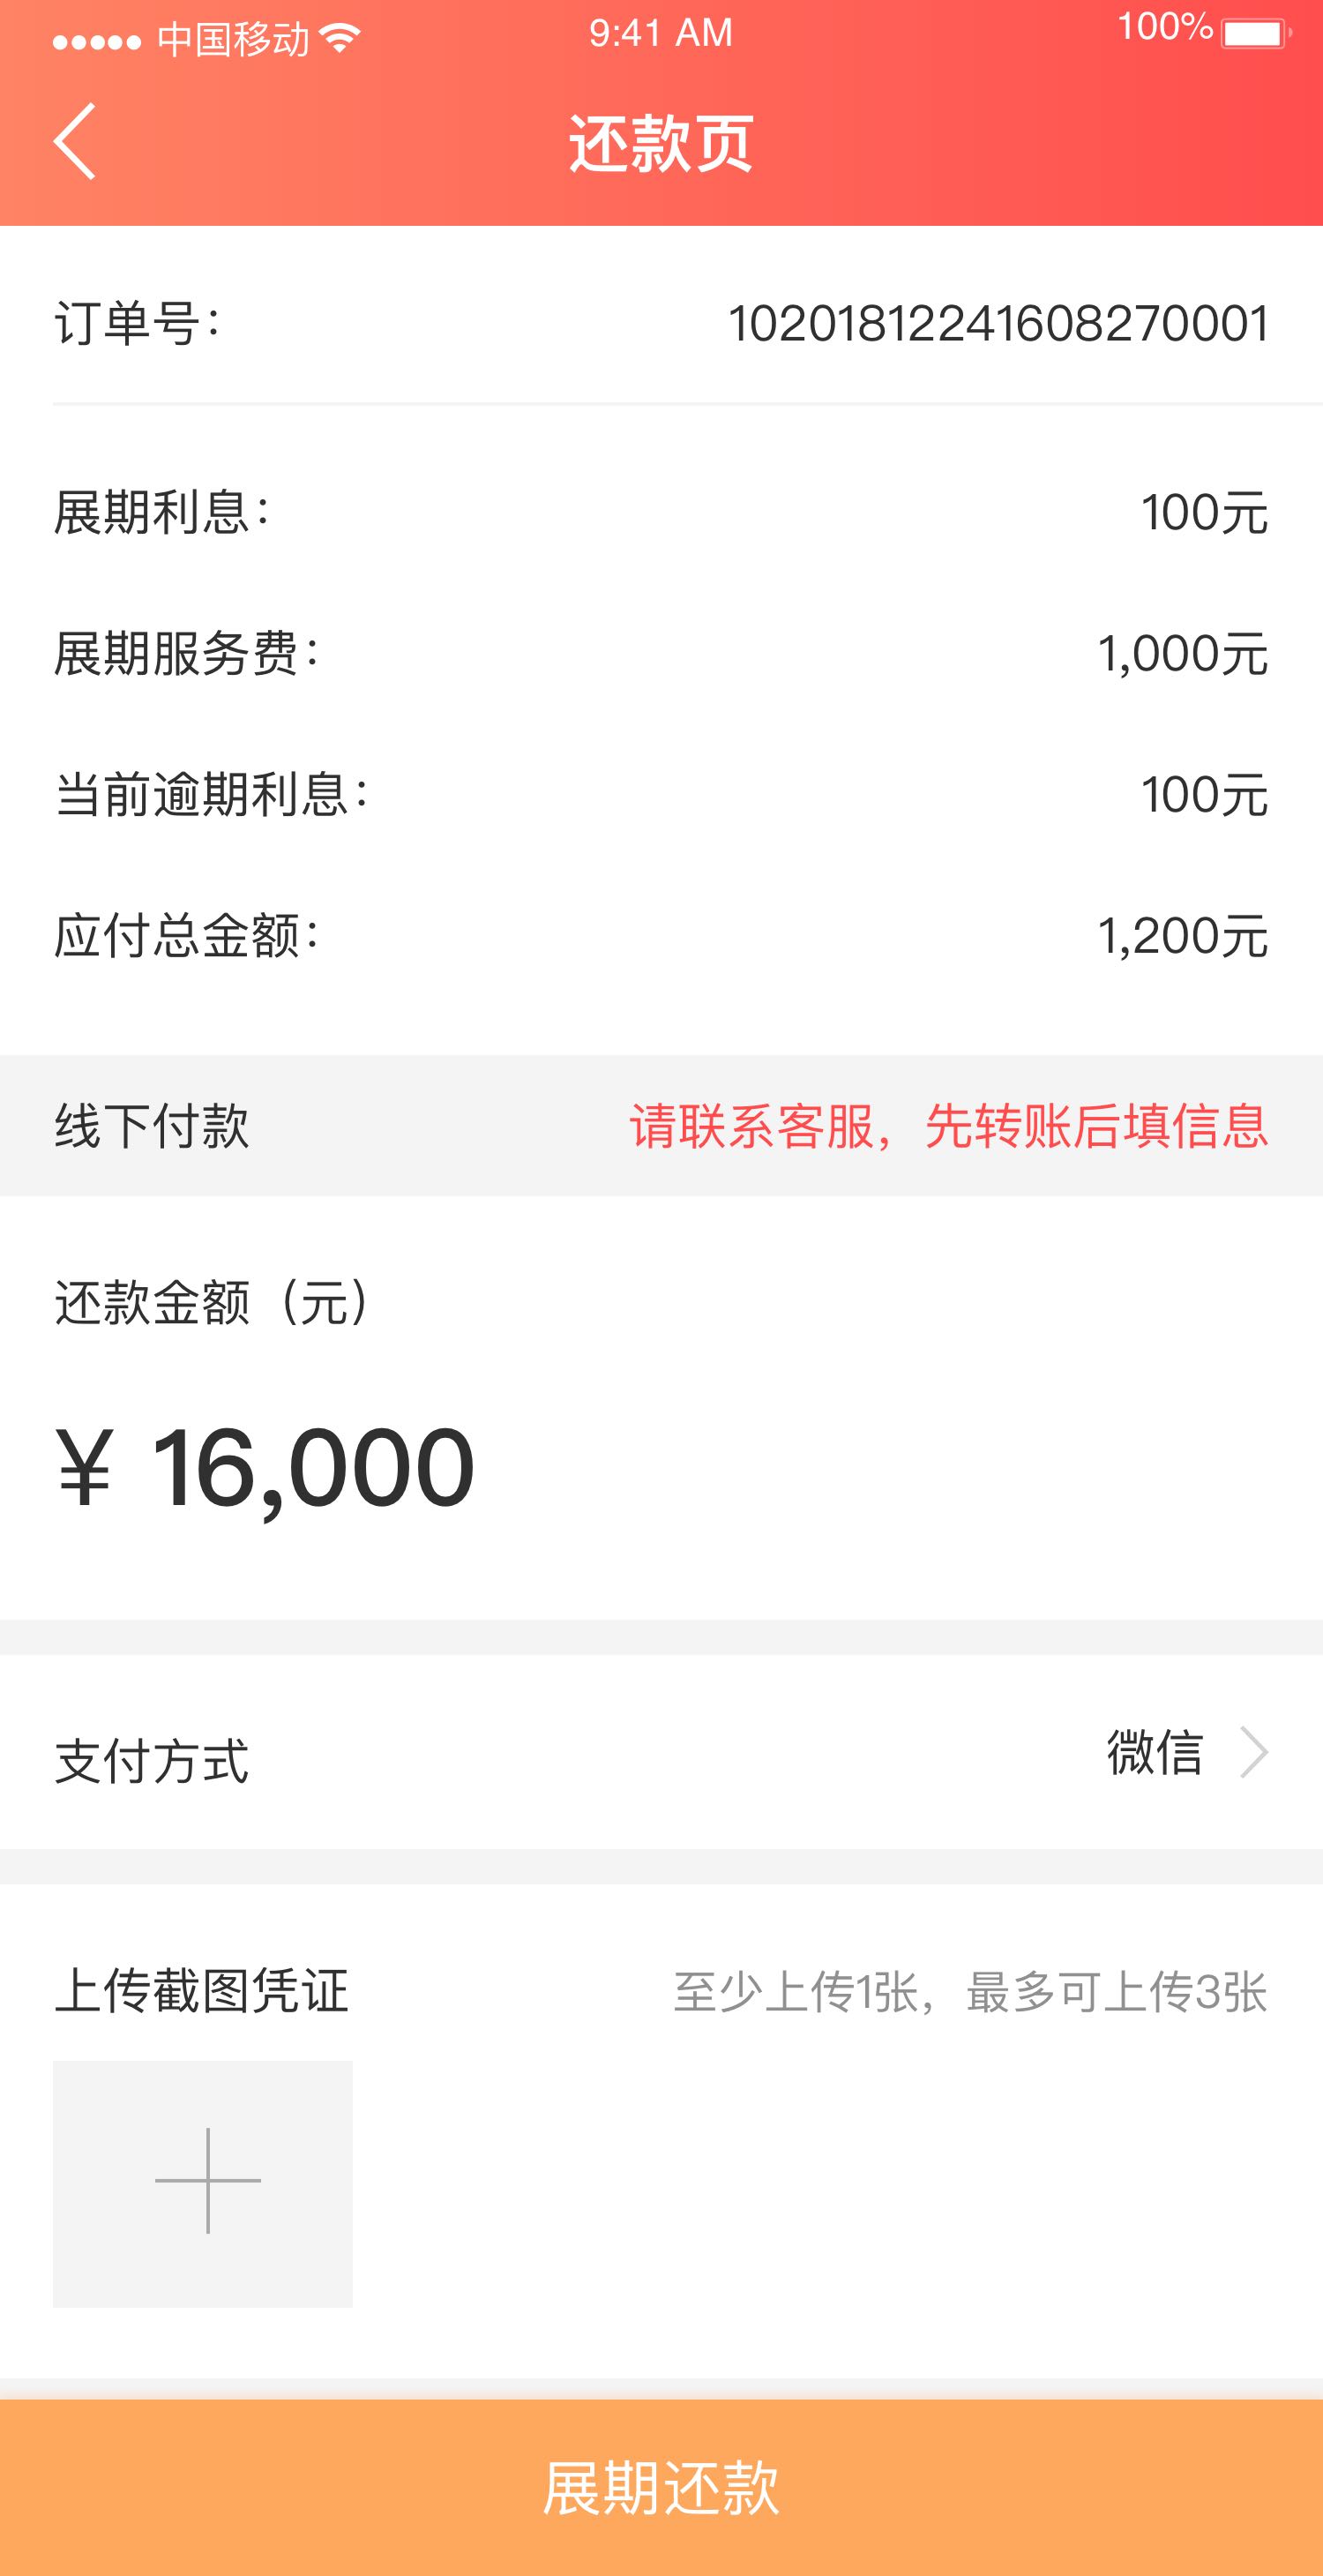 中国移动 9:41 AM 100%
还款页
订单号： 1020181224160827​0001
展期利息： 100元
展期服务费： 1,000元
当前逾期利息： 100元
应付总金额： 1,200元
线下付款 请联系客服，先转账后填信息
还款金额（元）
¥ 16,000
支付方式 微信
上传截图凭证 至少上传1张，最多可上传3张
展期还款